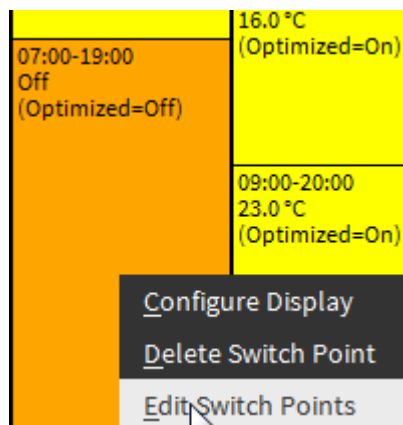 07:00-19:00
Off
(Optimized=Off)
16.0 °C
(Optimized=On)
09:00-20:00
23.0 °C
(Optimized=On)
Configure Display
Delete Switch Point
Edit Switch Points